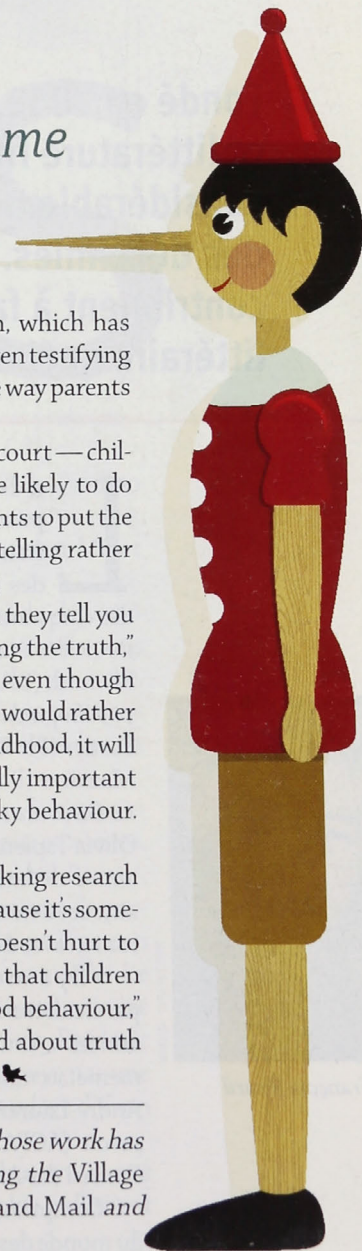 me
n, which has
en testifying
e way parents
court — chil-
e likely to do
nts to put the
telling rather
they tell you
ng the truth,”
even though
would rather
dhood, it will
lly important
ky behaviour.
king research
ause it’s some-
oesn’t hurt to
that children
od behaviour,”
d about truth
hose work has
ng the Village
and Mail and